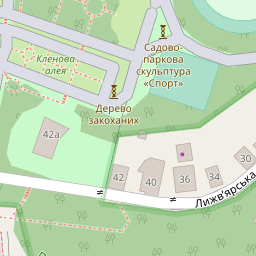 Садово-
паркова
скульптура
«Спорт»
Кленова
алея
Дерево
закоханих
42а
42
40
36
34
30
Лижв'ярська